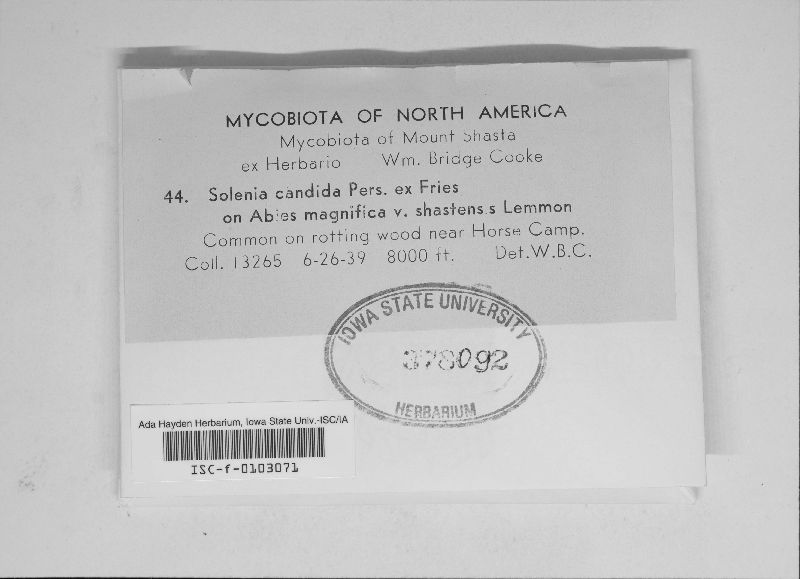 MYCOBIOTA OF NORTH AMERICA
Mycobiota of Mount Shasta
ex Herbario Wm. Bridge Cooke
44. Solenia candida Pers. ex Fries
on Abies magnifica v. shastensis Lemmon
Common on rotting wood near Horse Camp.
Coll. 13265 6-26-39 8000 ft. Det.W.B.C.
IOWA STATE UNIVERSITY
378092
HERBARIUM
Ada Hayden Herbarium, Iowa State Univ.-ISC/IA
ISC-f-0103071